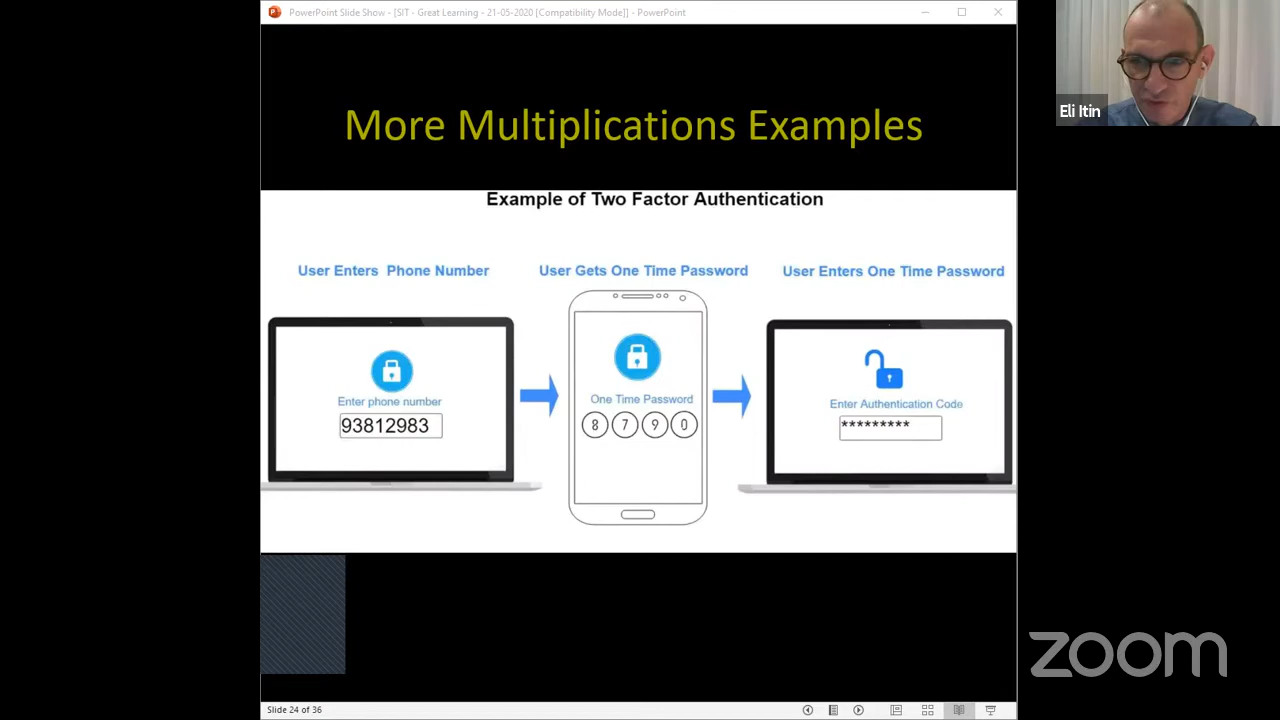 PowerPoint Slide Show - [SIT - Great Learning - 21-05-2020 [Compatibility Mode]] - PowerPoint
Eli Itin
More Multiplications Examples
Example of Two Factor Authentication
User Enters Phone Number
User Gets One Time Password
User Enters One Time Password
Enter phone number
93812983
One Time Password
8 7 9 0
Enter Authentication Code
*********
zoom
Slide 24 of 36